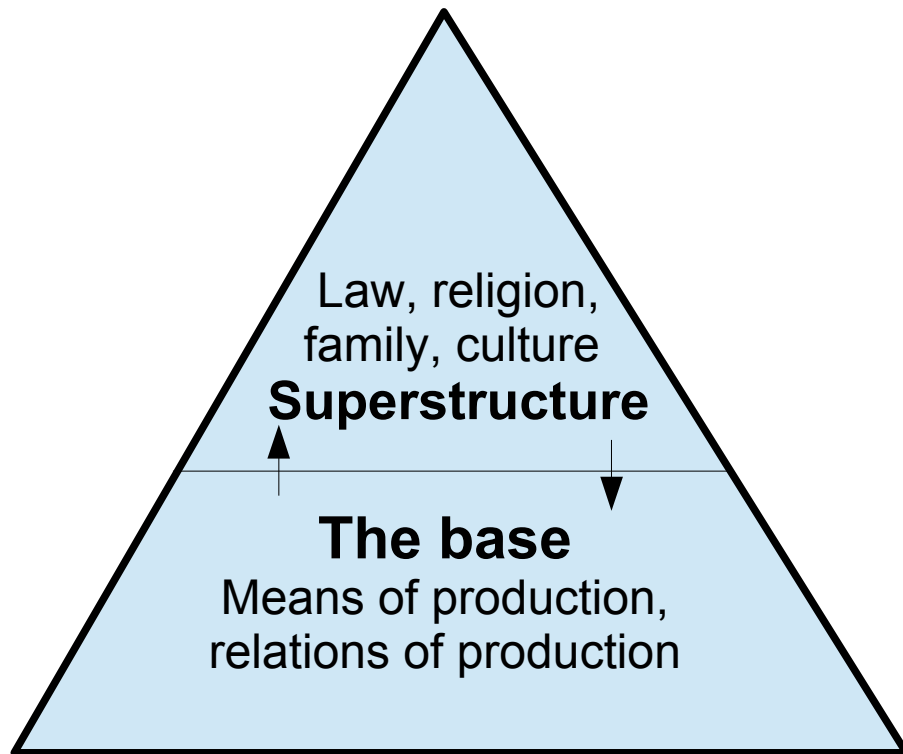 Law, religion,
family, culture
Superstructure
The base
Means of production,
relations of production